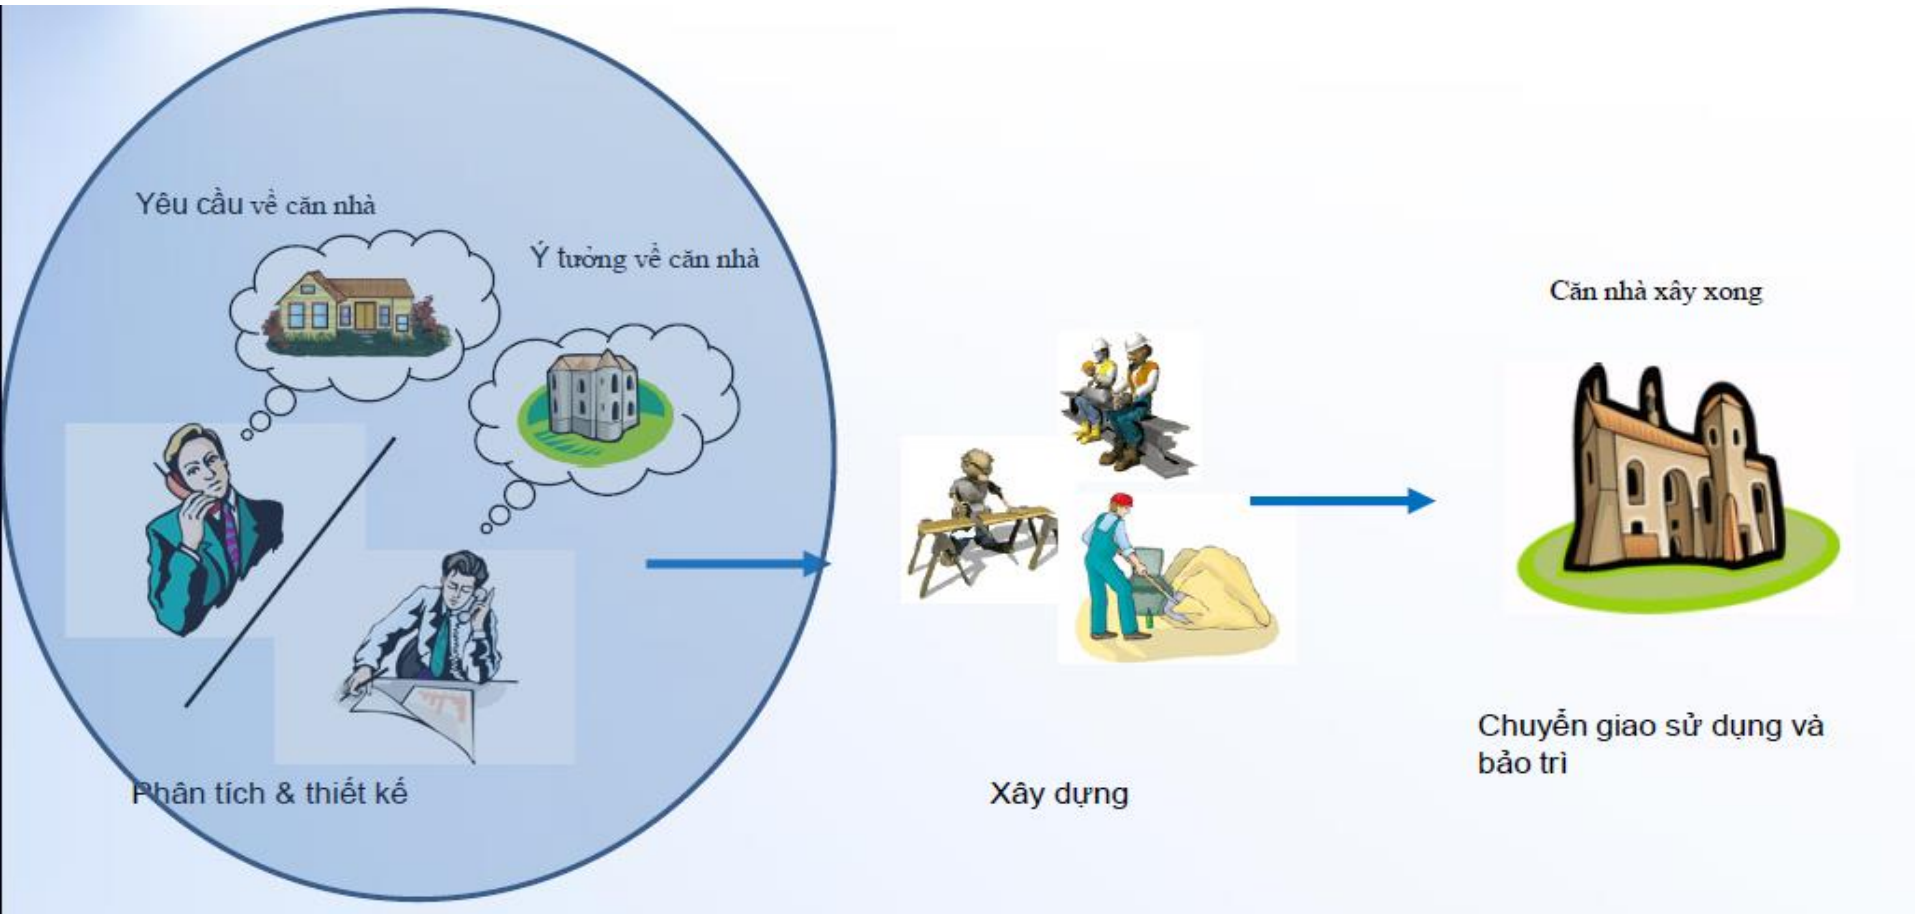 Yêu cầu về căn nhà
Ý tưởng về căn nhà
Căn nhà xây xong
Phân tích & thiết kế
Xây dựng
Chuyển giao sử dụng và
bảo trì